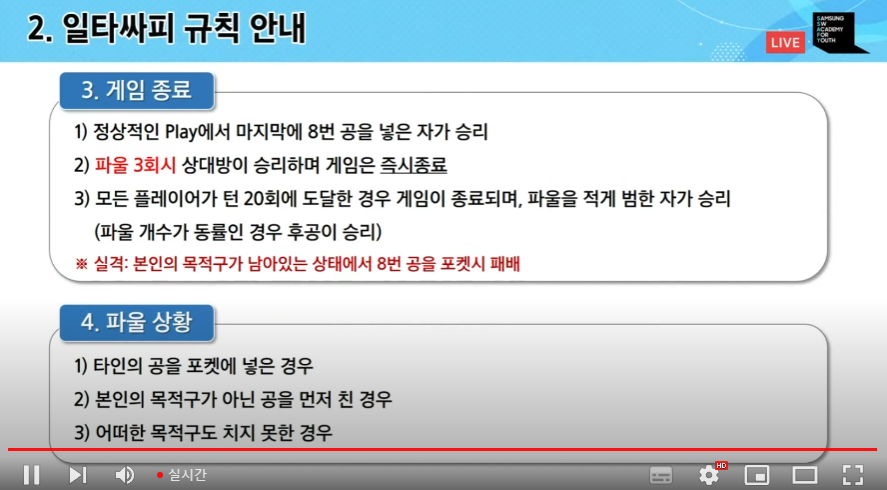 2. 일타싸피 규칙 안내
LIVE
SAMSUNG
SW
ACADEMY
FOR
YOUTH
3. 게임 종료
1) 정상적인 Play에서 마지막에 8번 공을 넣은 자가 승리
2) 파울 3회시 상대방이 승리하며 게임은 즉시종료
3) 모든 플레이어가 턴 20회에 도달한 경우 게임이 종료되며, 파울을 적게 범한 자가 승리
(파울 개수가 동률인 경우 후공이 승리)
※ 실격: 본인의 목적구가 남아있는 상태에서 8번 공을 포켓시 패배
4. 파울 상황
1) 타인의 공을 포켓에 넣은 경우
2) 본인의 목적구가 아닌 공을 먼저 친 경우
3) 어떠한 목적구도 치지 못한 경우
실시간
HD